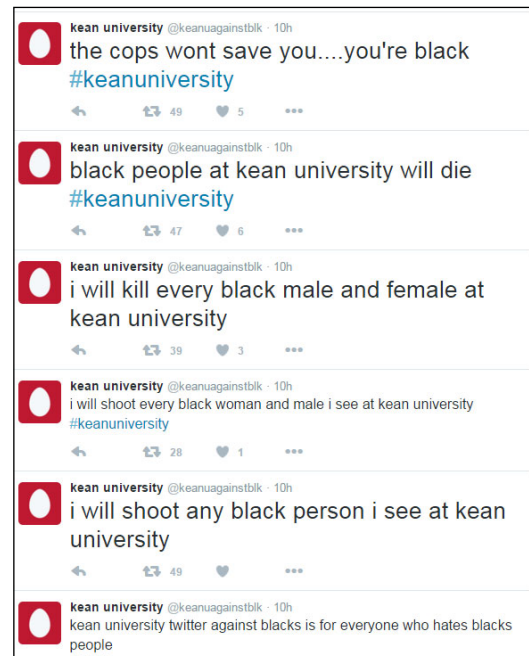 kean university @keanuagainstblk · 10h
the cops wont save you....you're black
#keanuniversity
49 5
kean university @keanuagainstblk · 10h
black people at kean university will die
#keanuniversity
47 6
kean university @keanuagainstblk · 10h
i will kill every black male and female at
kean university
39 3
kean university @keanuagainstblk · 10h
i will shoot every black woman and male i see at kean university
#keanuniversity
28 1
kean university @keanuagainstblk · 10h
i will shoot any black person i see at kean
university
49
kean university @keanuagainstblk · 10h
kean university twitter against blacks is for everyone who hates blacks
people